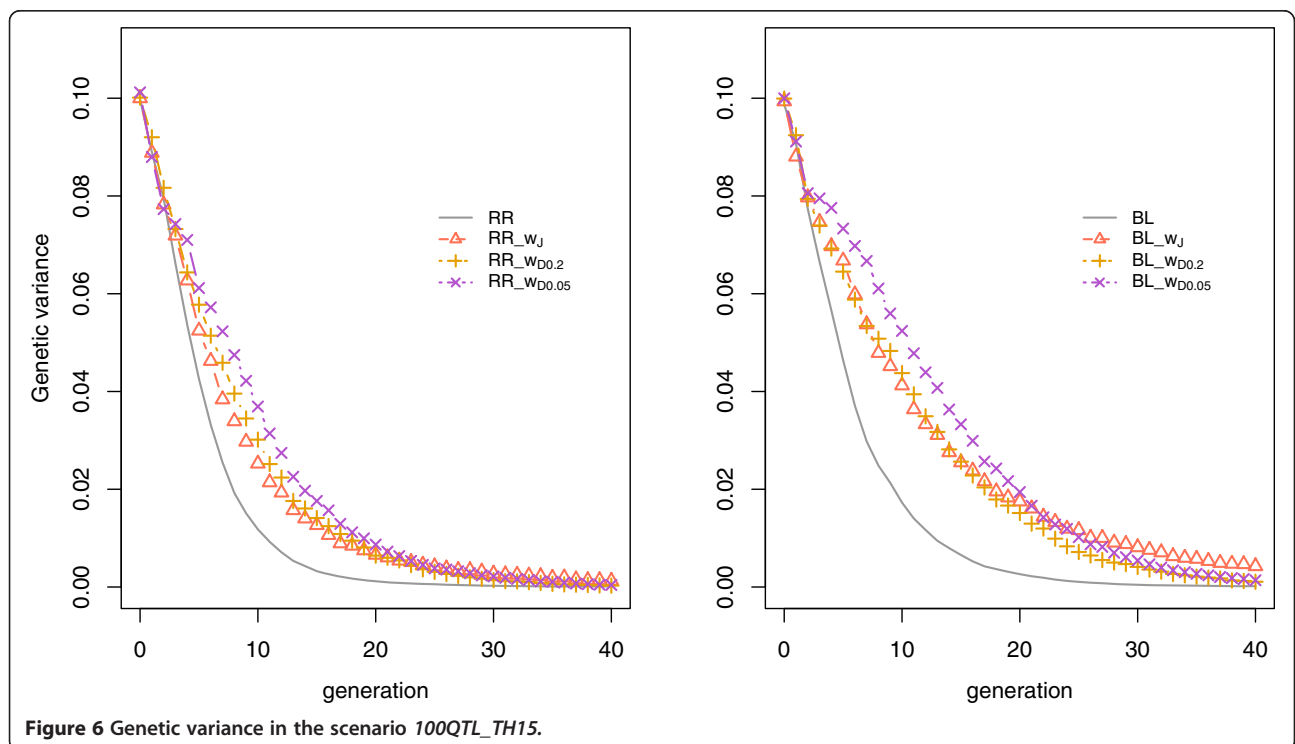 Genetic variance
0.10
0.08
0.06
0.04
0.02
0.00
RR
RR_wJ
RR_wD0.2
RR_wD0.05
0 10 20 30 40
generation
0.10
0.08
0.06
0.04
0.02
0.00
BL
BL_wJ
BL_wD0.2
BL_wD0.05
0 10 20 30 40
generation
Figure 6 Genetic variance in the scenario 100QTL_TH15.